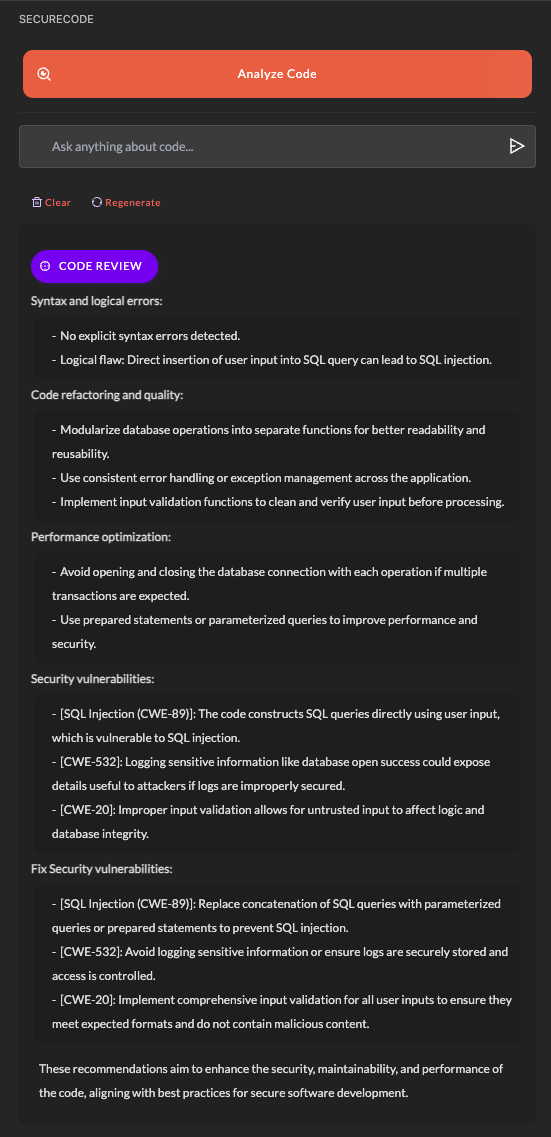 SECURECODE
Analyze Code
Ask anything about code...
Clear
Regenerate
CODE REVIEW
Syntax and logical errors:
- No explicit syntax errors detected.
- Logical flaw: Direct insertion of user input into SQL query can lead to SQL injection.
Code refactoring and quality:
- Modularize database operations into separate functions for better readability and
reusability.
- Use consistent error handling or exception management across the application.
- Implement input validation functions to clean and verify user input before processing.
Performance optimization:
- Avoid opening and closing the database connection with each operation if multiple
transactions are expected.
- Use prepared statements or parameterized queries to improve performance and
security.
Security vulnerabilities:
- [SQL Injection (CWE-89)]: The code constructs SQL queries directly using user input,
which is vulnerable to SQL injection.
- [CWE-532]: Logging sensitive information like database open success could expose
details useful to attackers if logs are improperly secured.
- [CWE-20]: Improper input validation allows for untrusted input to affect logic and
database integrity.
Fix Security vulnerabilities:
- [SQL Injection (CWE-89)]: Replace concatenation of SQL queries with parameterized
queries or prepared statements to prevent SQL injection.
- [CWE-532]: Avoid logging sensitive information or ensure logs are securely stored and
access is controlled.
- [CWE-20]: Implement comprehensive input validation for all user inputs to ensure they
meet expected formats and do not contain malicious content.
These recommendations aim to enhance the security, maintainability, and performance of
the code, aligning with best practices for secure software development.